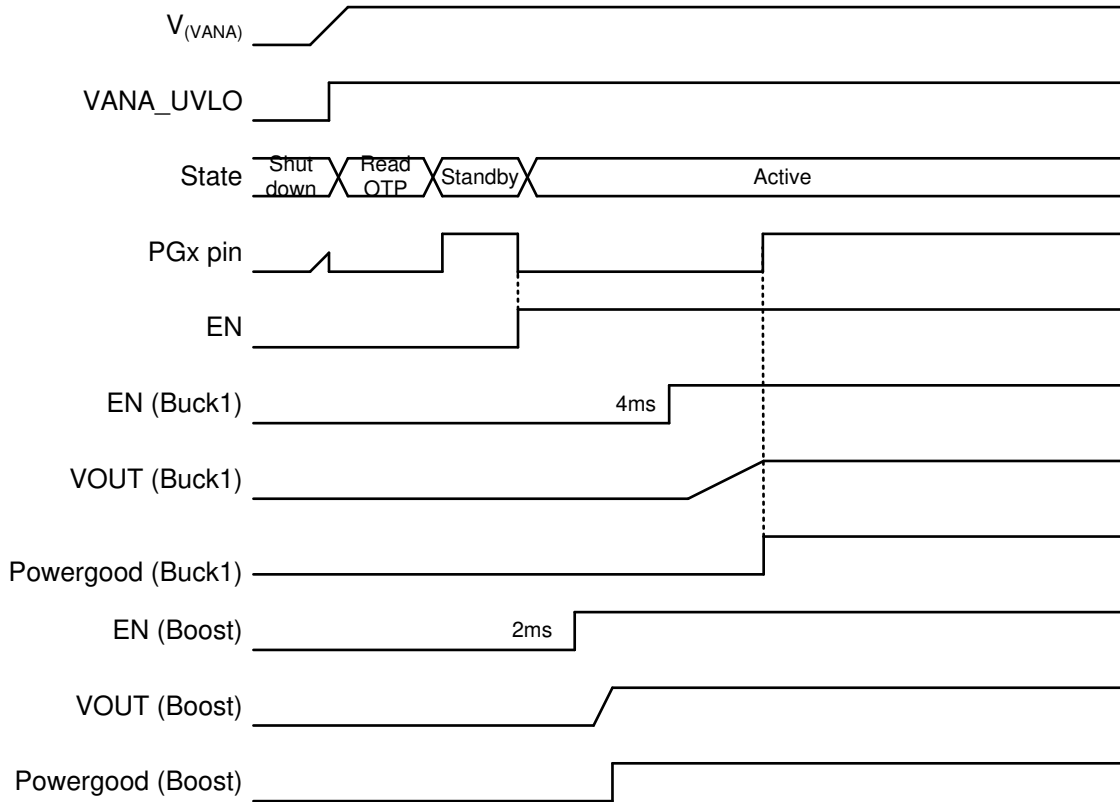 V(VANA)
VANA_UVLO
State
Shut
down
Read
OTP
Standby
Active
PGx pin
EN
EN (Buck1)
4ms
VOUT (Buck1)
Powergood (Buck1)
EN (Boost)
2ms
VOUT (Boost)
Powergood (Boost)